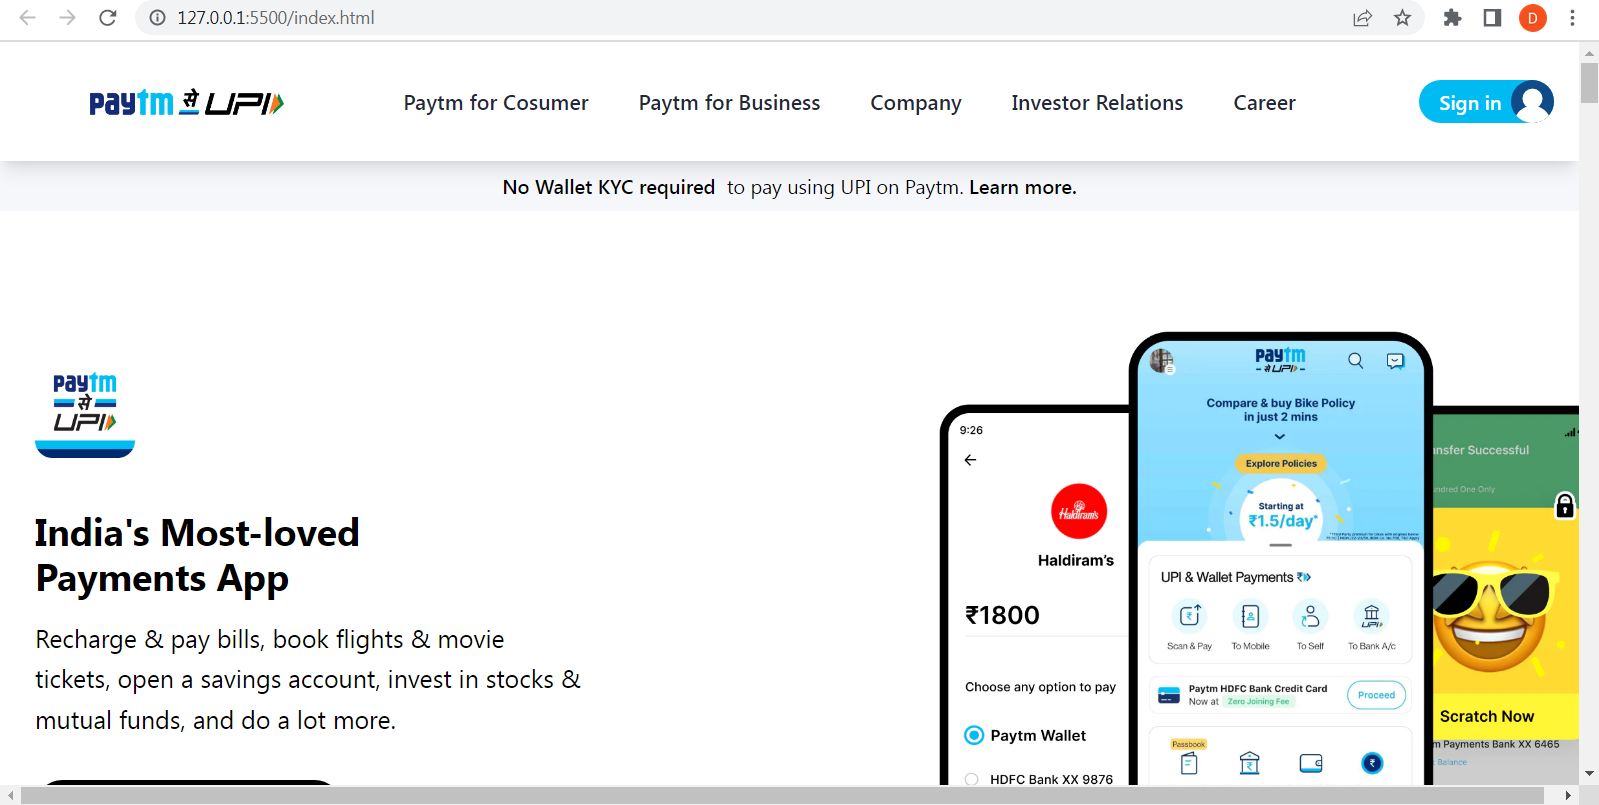 127.0.0.1:5500/index.html
D
paytm से UPI
Paytm for Cosumer
Paytm for Business
Company
Investor Relations
Career
Sign in
No Wallet KYC required to pay using UPI on Paytm. Learn more.
paytm
से
UPI
India's Most-loved
Payments App
Recharge & pay bills, book flights & movie
tickets, open a savings account, invest in stocks &
mutual funds, and do a lot more.
9:26
Haldiram's
Haldiram's
₹1800
Choose any option to pay
Paytm Wallet
HDFC Bank XX 9876
paytm
से UPI
Compare & buy Bike Policy
in just 2 mins
Explore Policies
Starting at
₹1.5/day*
UPI & Wallet Payments
Scan & Pay
To Mobile
To Self
To Bank A/c
Paytm HDFC Bank Credit Card
Now at Zero Joining Fee
Proceed
Passbook
nsfer Successful
ndred One Only
Scratch Now
m Payments Bank XX 6465
Balance